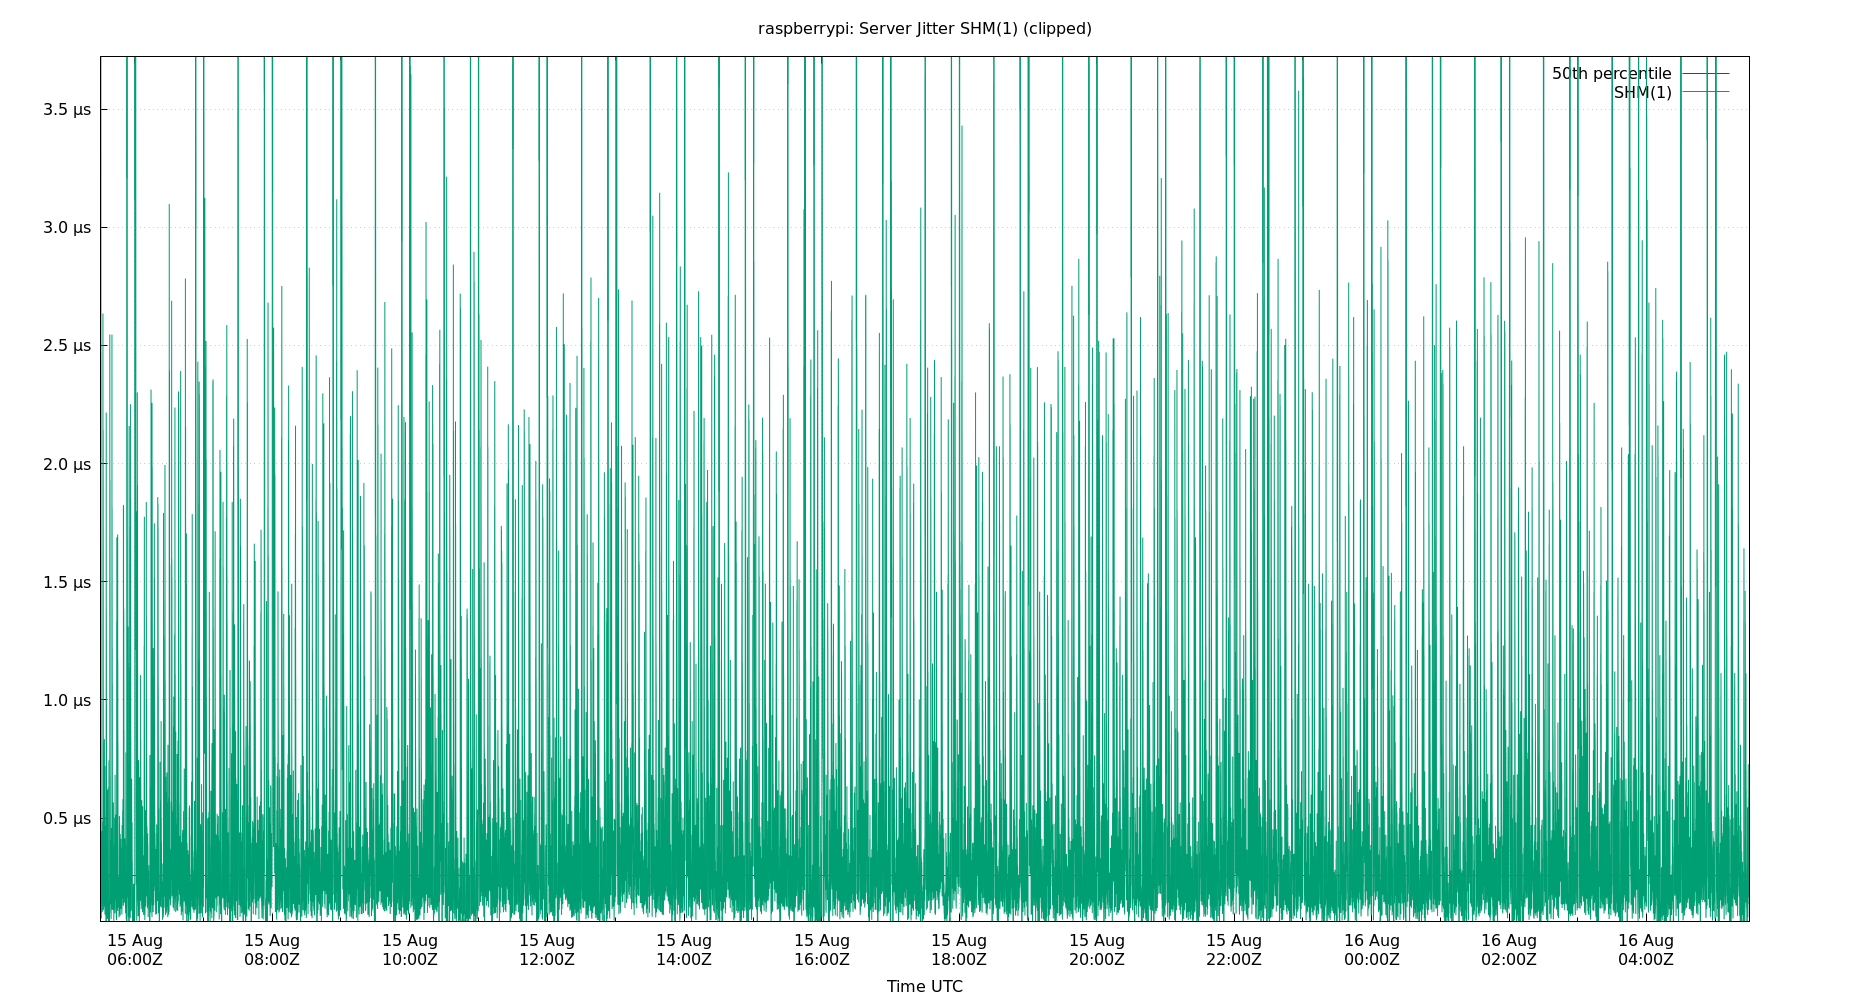 raspberrypi: Server Jitter SHM(1) (clipped)
50th percentile
SHM(1)
3.5 µs
3.0 µs
2.5 µs
2.0 µs
1.5 µs
1.0 µs
0.5 µs
15 Aug 15 Aug 15 Aug 15 Aug 15 Aug 15 Aug 15 Aug 15 Aug 15 Aug 16 Aug 16 Aug 16 Aug
06:00Z 08:00Z 10:00Z 12:00Z 14:00Z 16:00Z 18:00Z 20:00Z 22:00Z 00:00Z 02:00Z 04:00Z
Time UTC